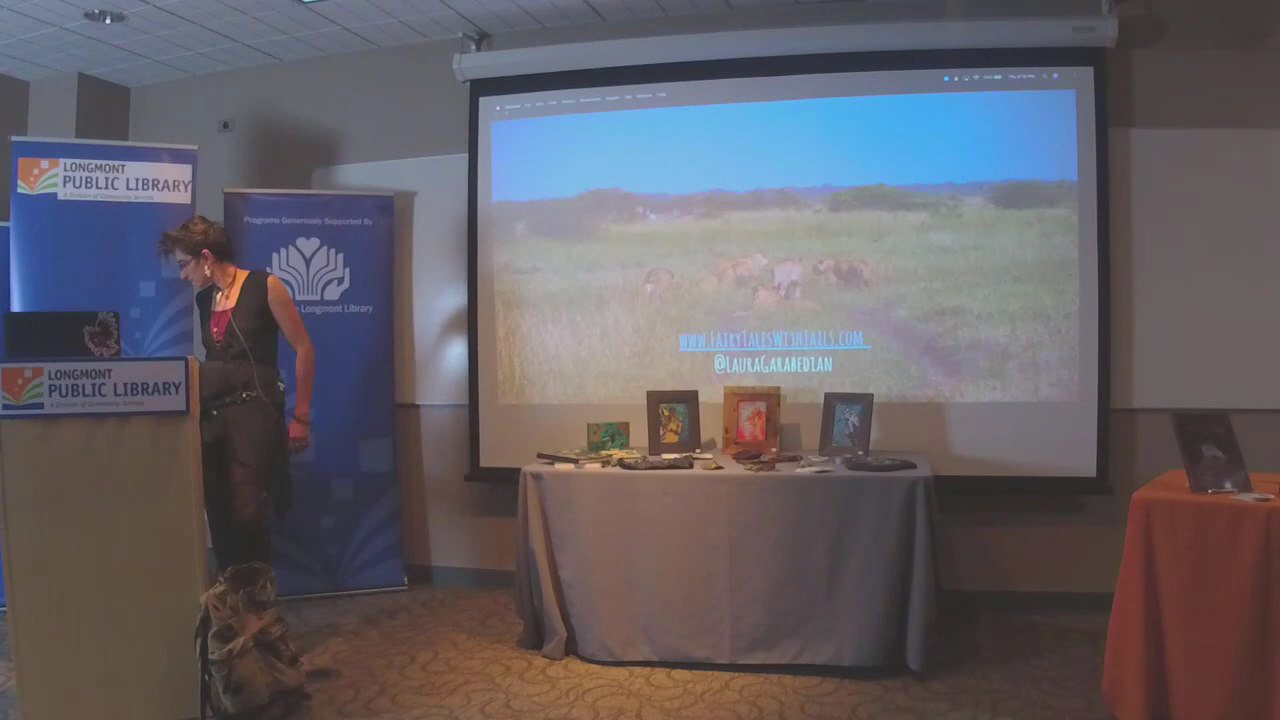 LONGMONT
PUBLIC LIBRARY
A Division of Community Services
Programs Generously Supported By
Longmont Library
LONGMONT
PUBLIC LIBRARY
A Division of Community Services
www.FairyTalesWithTails.com
@LauraGarabedian